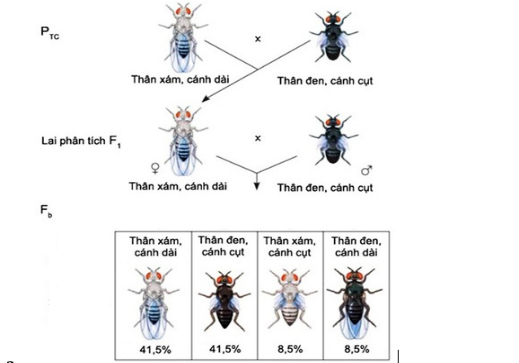 P_TC x
Thân xám, cánh dài Thân đen, cánh cụt
Lai phân tích F₁ x
♀ ♂
Thân xám, cánh dài Thân đen, cánh cụt
F_b
Thân xám, cánh dài Thân đen, cánh cụt Thân xám, cánh cụt Thân đen, cánh dài
41,5% 41,5% 8,5% 8,5%